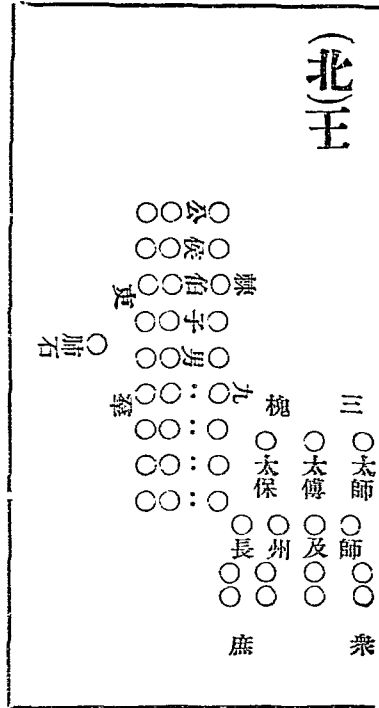 (北)王
三槐
太師
太傅
太保
師及州長
衆庶
九棘
公侯伯子男
羣吏
肺石